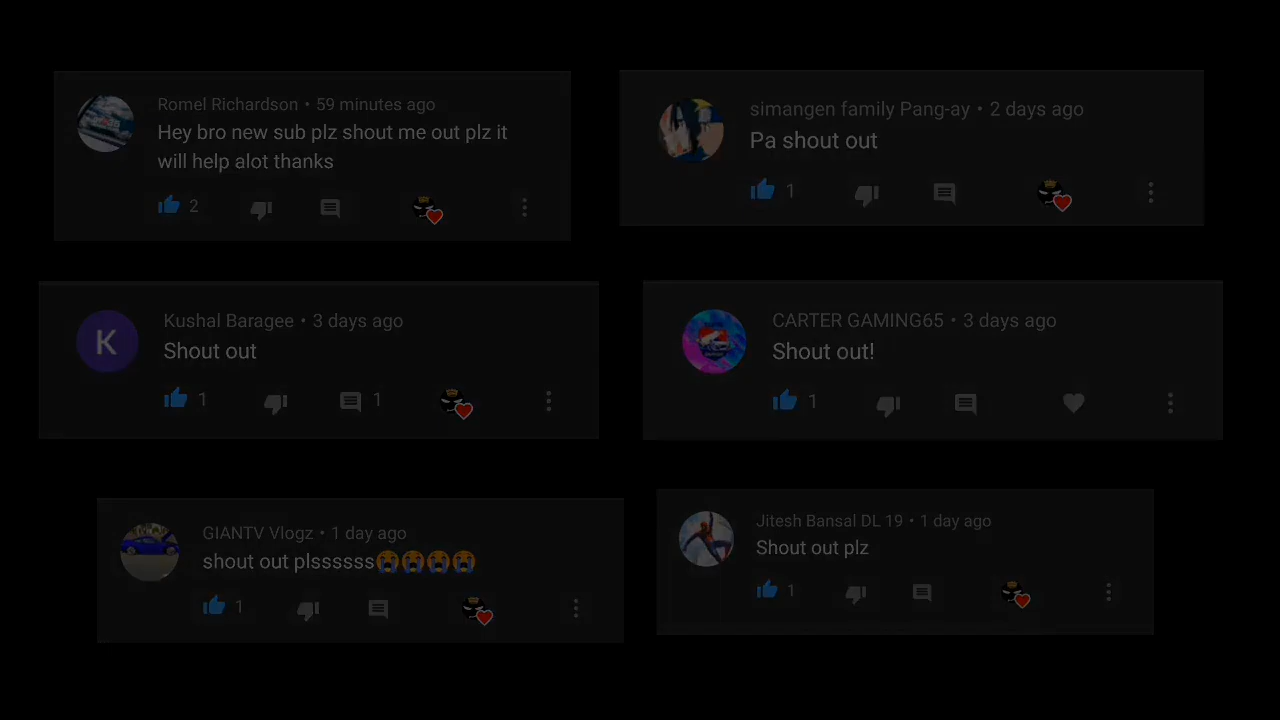 Romel Richardson • 59 minutes ago
Hey bro new sub plz shout me out plz it
will help alot thanks
2
simangen family Pang-ay • 2 days ago
Pa shout out
1
Kushal Baragee • 3 days ago
K
Shout out
1 1
CARTER GAMING65 • 3 days ago
Shout out!
1
GIANTV Vlogz • 1 day ago
shout out plssssss😭😭😭😭
1
Jitesh Bansal DL 19 • 1 day ago
Shout out plz
1